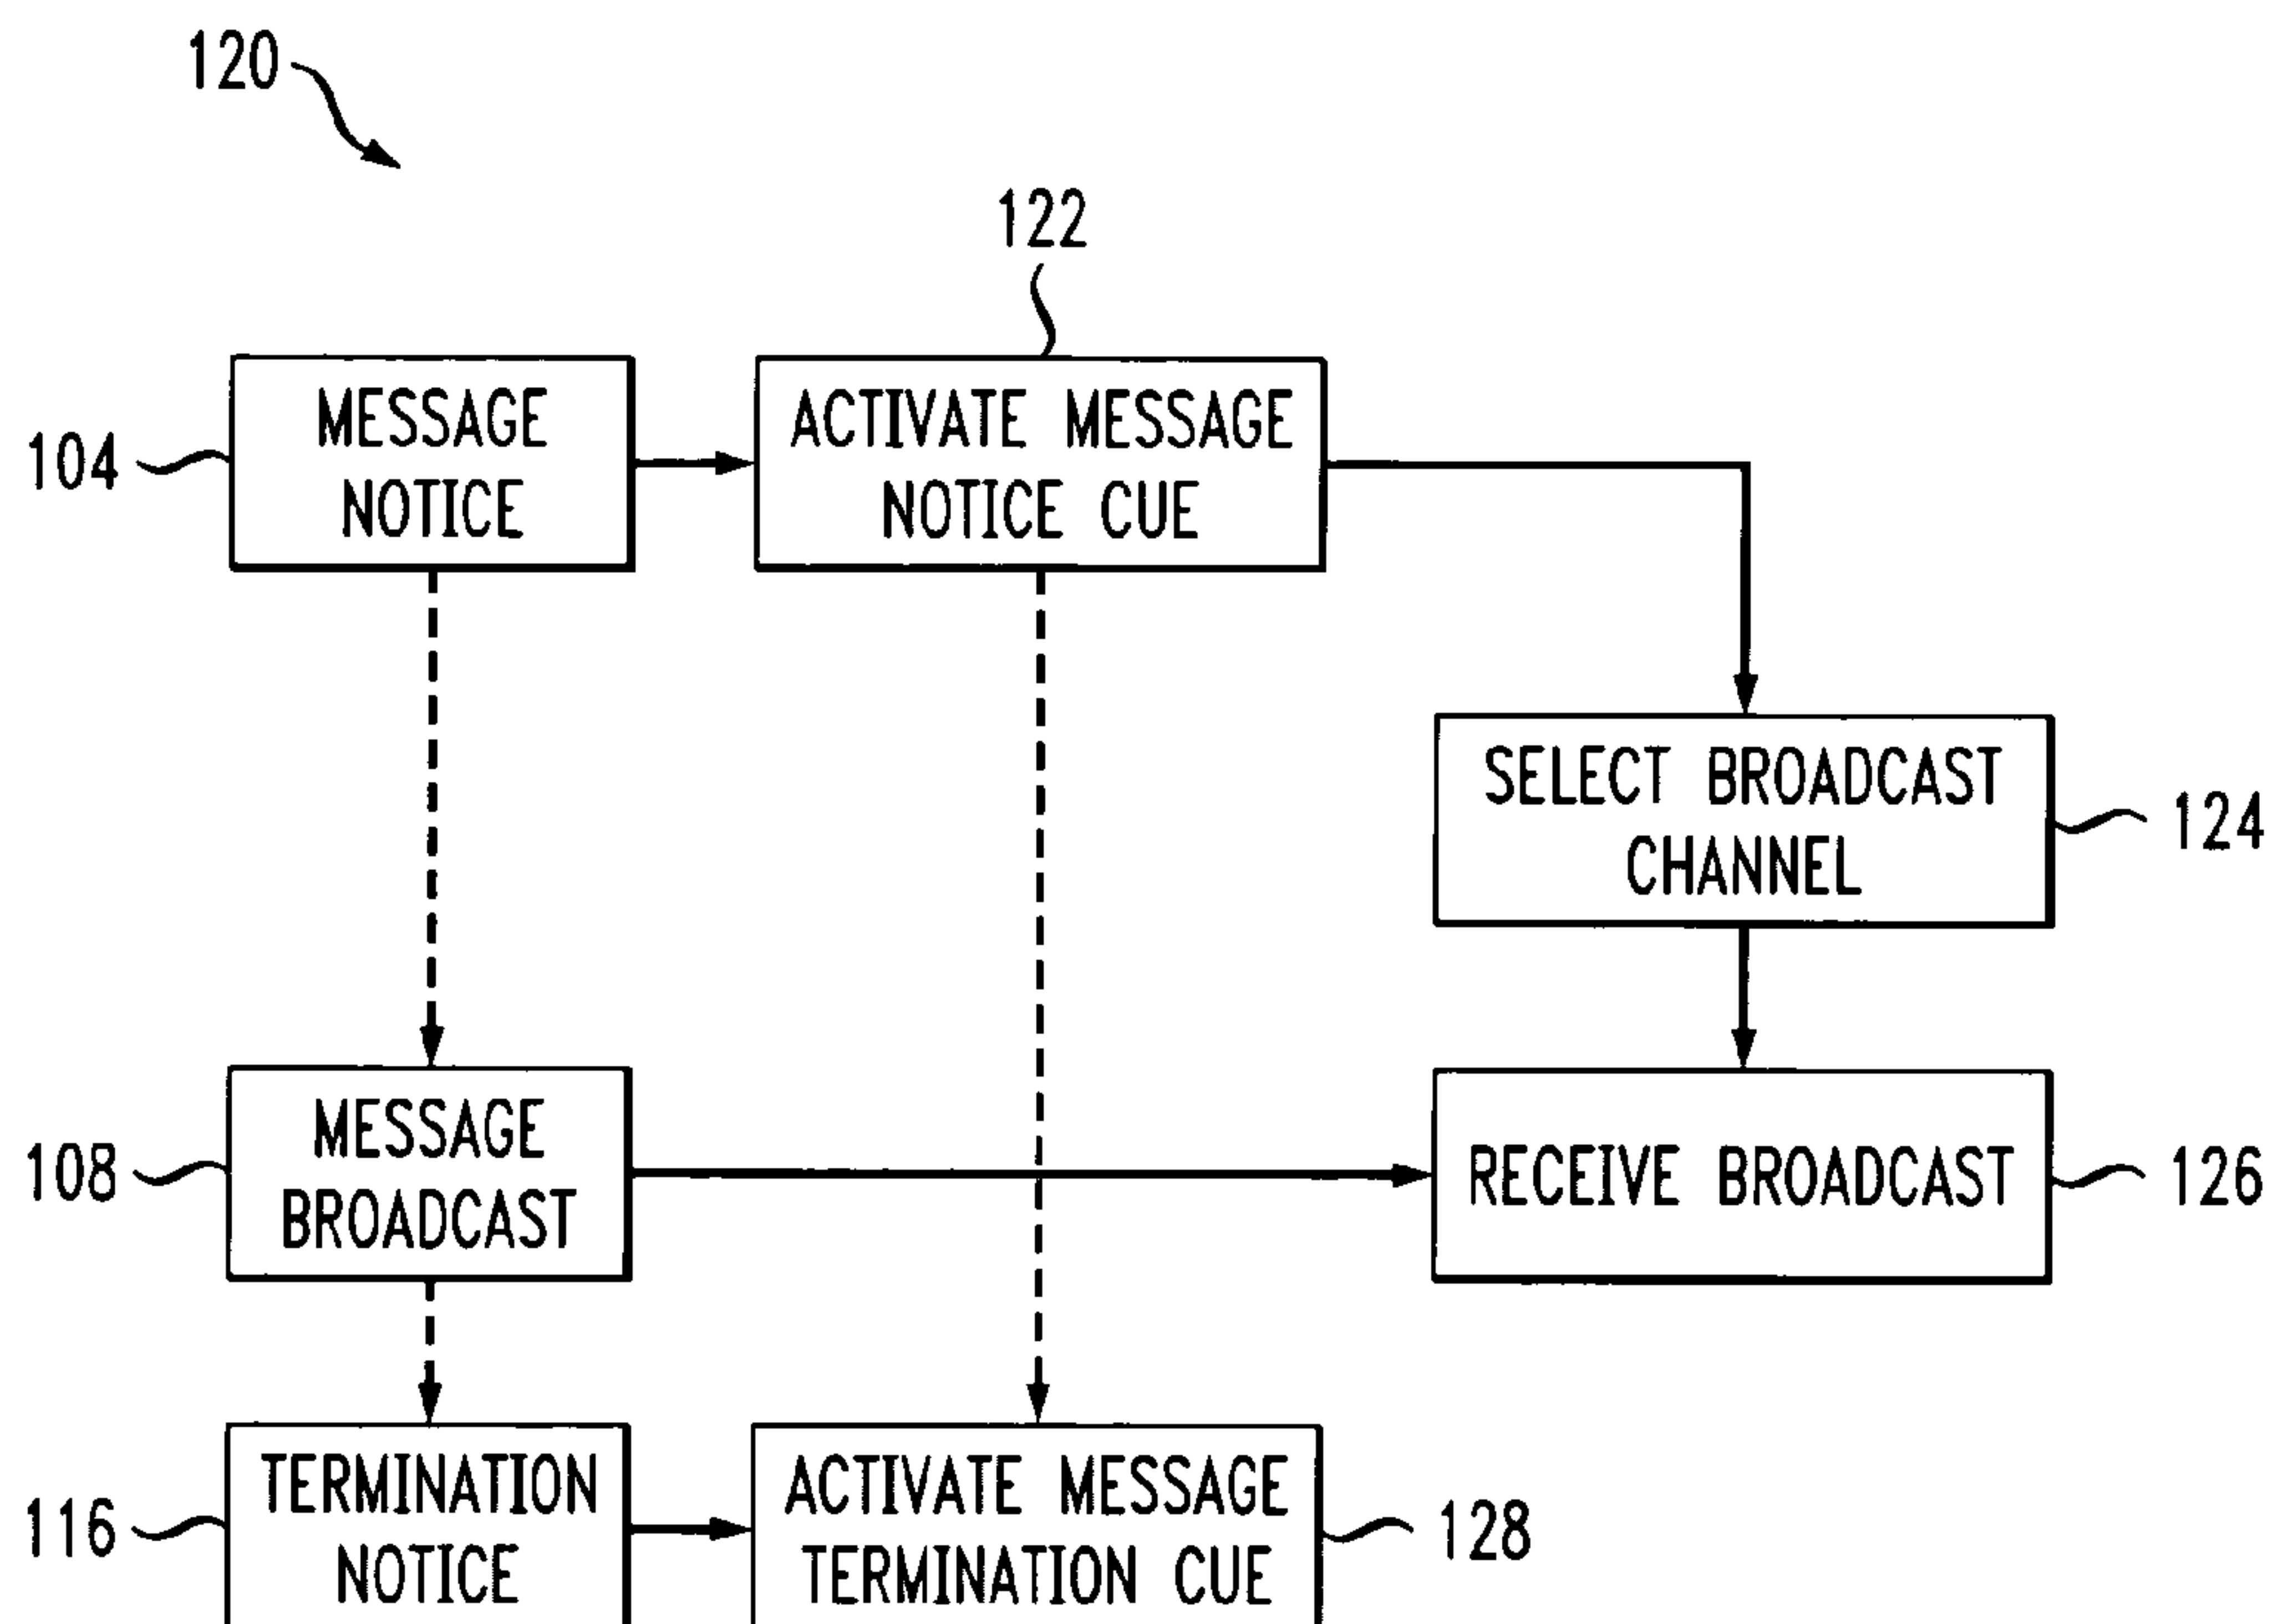 120
122
104
MESSAGE
NOTICE
ACTIVATE MESSAGE
NOTICE CUE
SELECT BROADCAST
CHANNEL
124
108
MESSAGE
BROADCAST
RECEIVE BROADCAST
126
116
TERMINATION
NOTICE
ACTIVATE MESSAGE
TERMINATION CUE
128